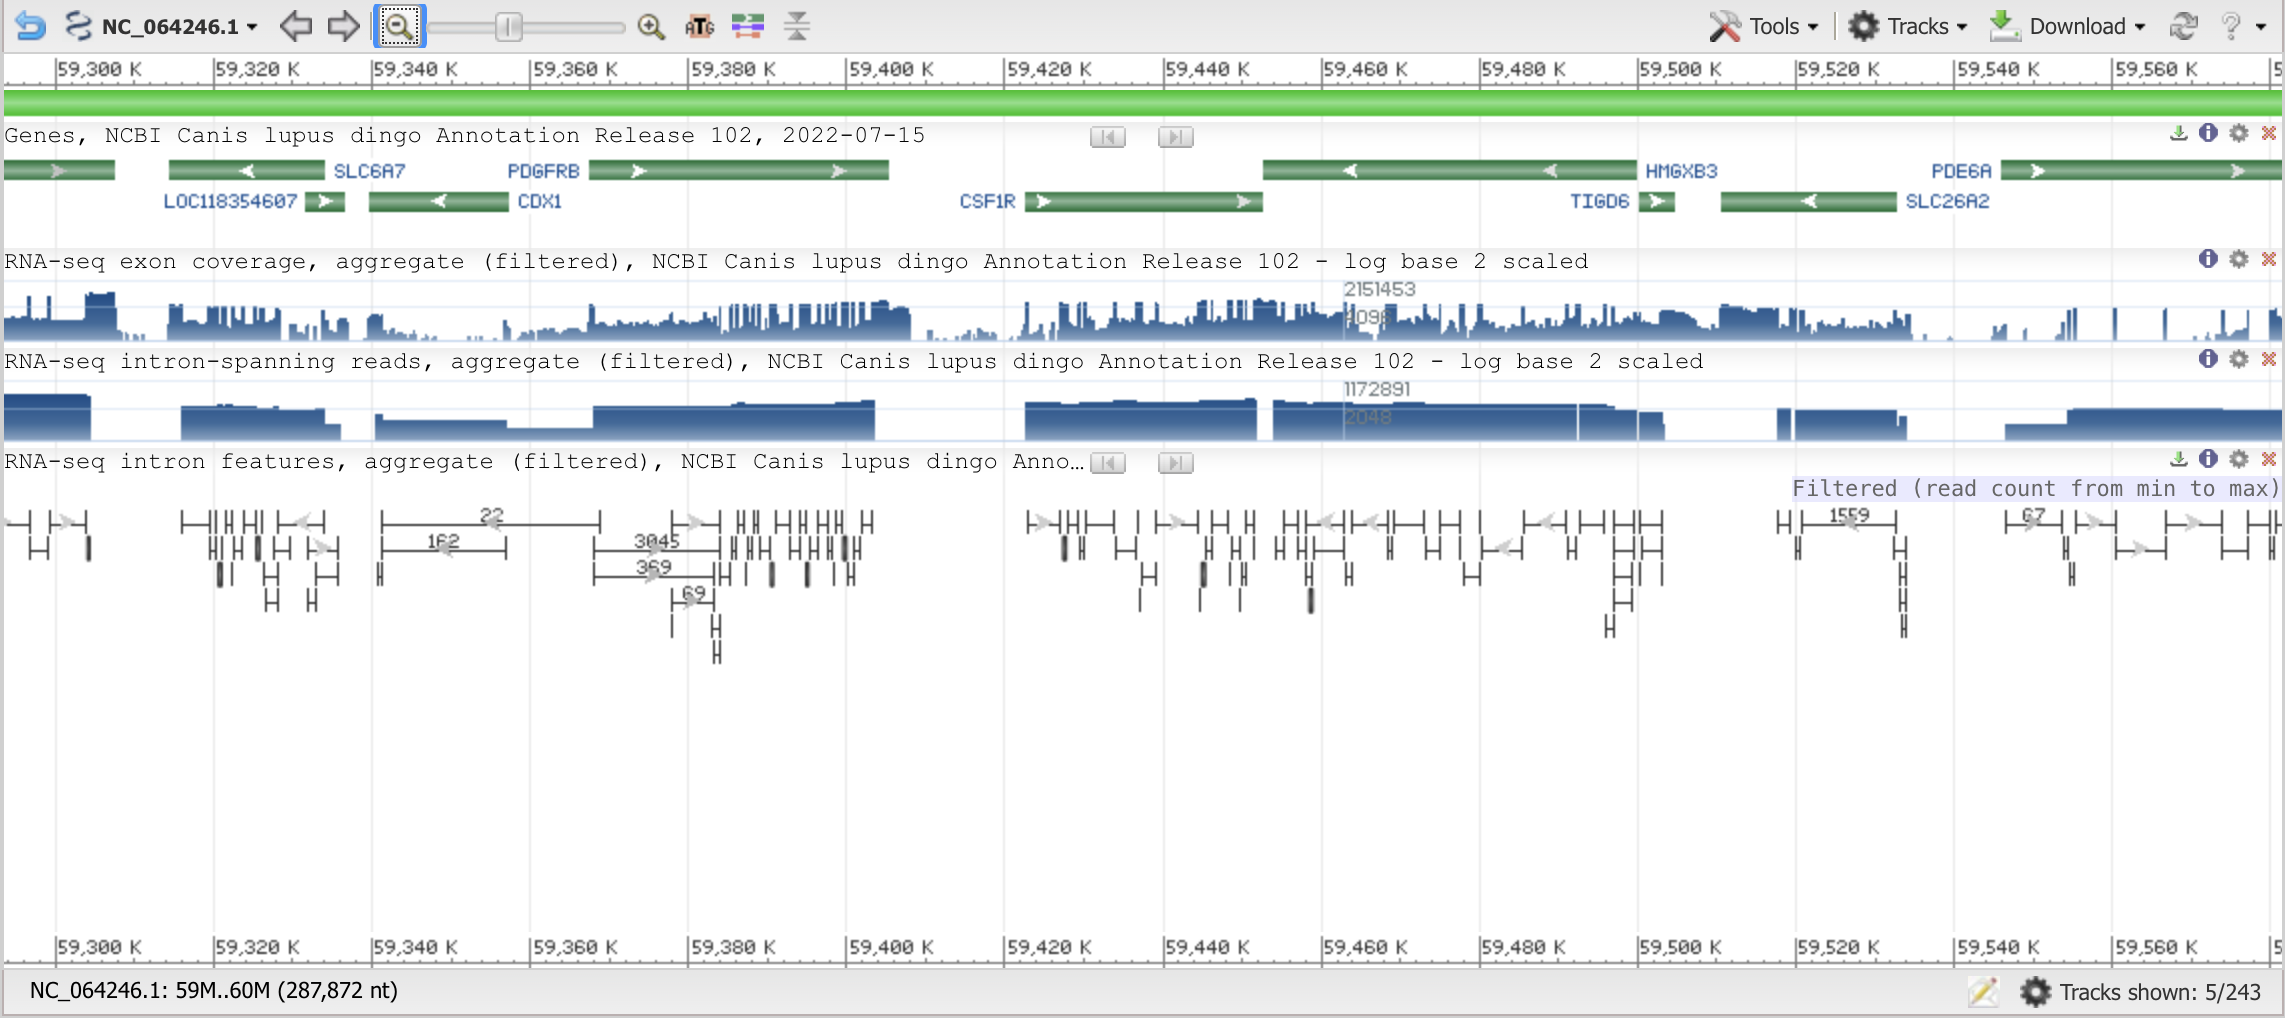 NC_064246.1 ATG Tools Tracks Download ?
59,300 K 59,320 K 59,340 K 59,360 K 59,380 K 59,400 K 59,420 K 59,440 K 59,460 K 59,480 K 59,500 K 59,520 K 59,540 K 59,560 K 5
Genes, NCBI Canis lupus dingo Annotation Release 102, 2022-07-15
SLC6A7 PDGFRB HMGXB3 PDE6A
LOC118354607 CDX1 CSF1R TIGD6 SLC26A2
RNA-seq exon coverage, aggregate (filtered), NCBI Canis lupus dingo Annotation Release 102 - log base 2 scaled
2151453
4096
RNA-seq intron-spanning reads, aggregate (filtered), NCBI Canis lupus dingo Annotation Release 102 - log base 2 scaled
1172891
2048
RNA-seq intron features, aggregate (filtered), NCBI Canis lupus dingo Anno...
Filtered (read count from min to max)
22 1559 67
162 3045
369
69
59,300 K 59,320 K 59,340 K 59,360 K 59,380 K 59,400 K 59,420 K 59,440 K 59,460 K 59,480 K 59,500 K 59,520 K 59,540 K 59,560 K 5
NC_064246.1: 59M..60M (287,872 nt) Tracks shown: 5/243